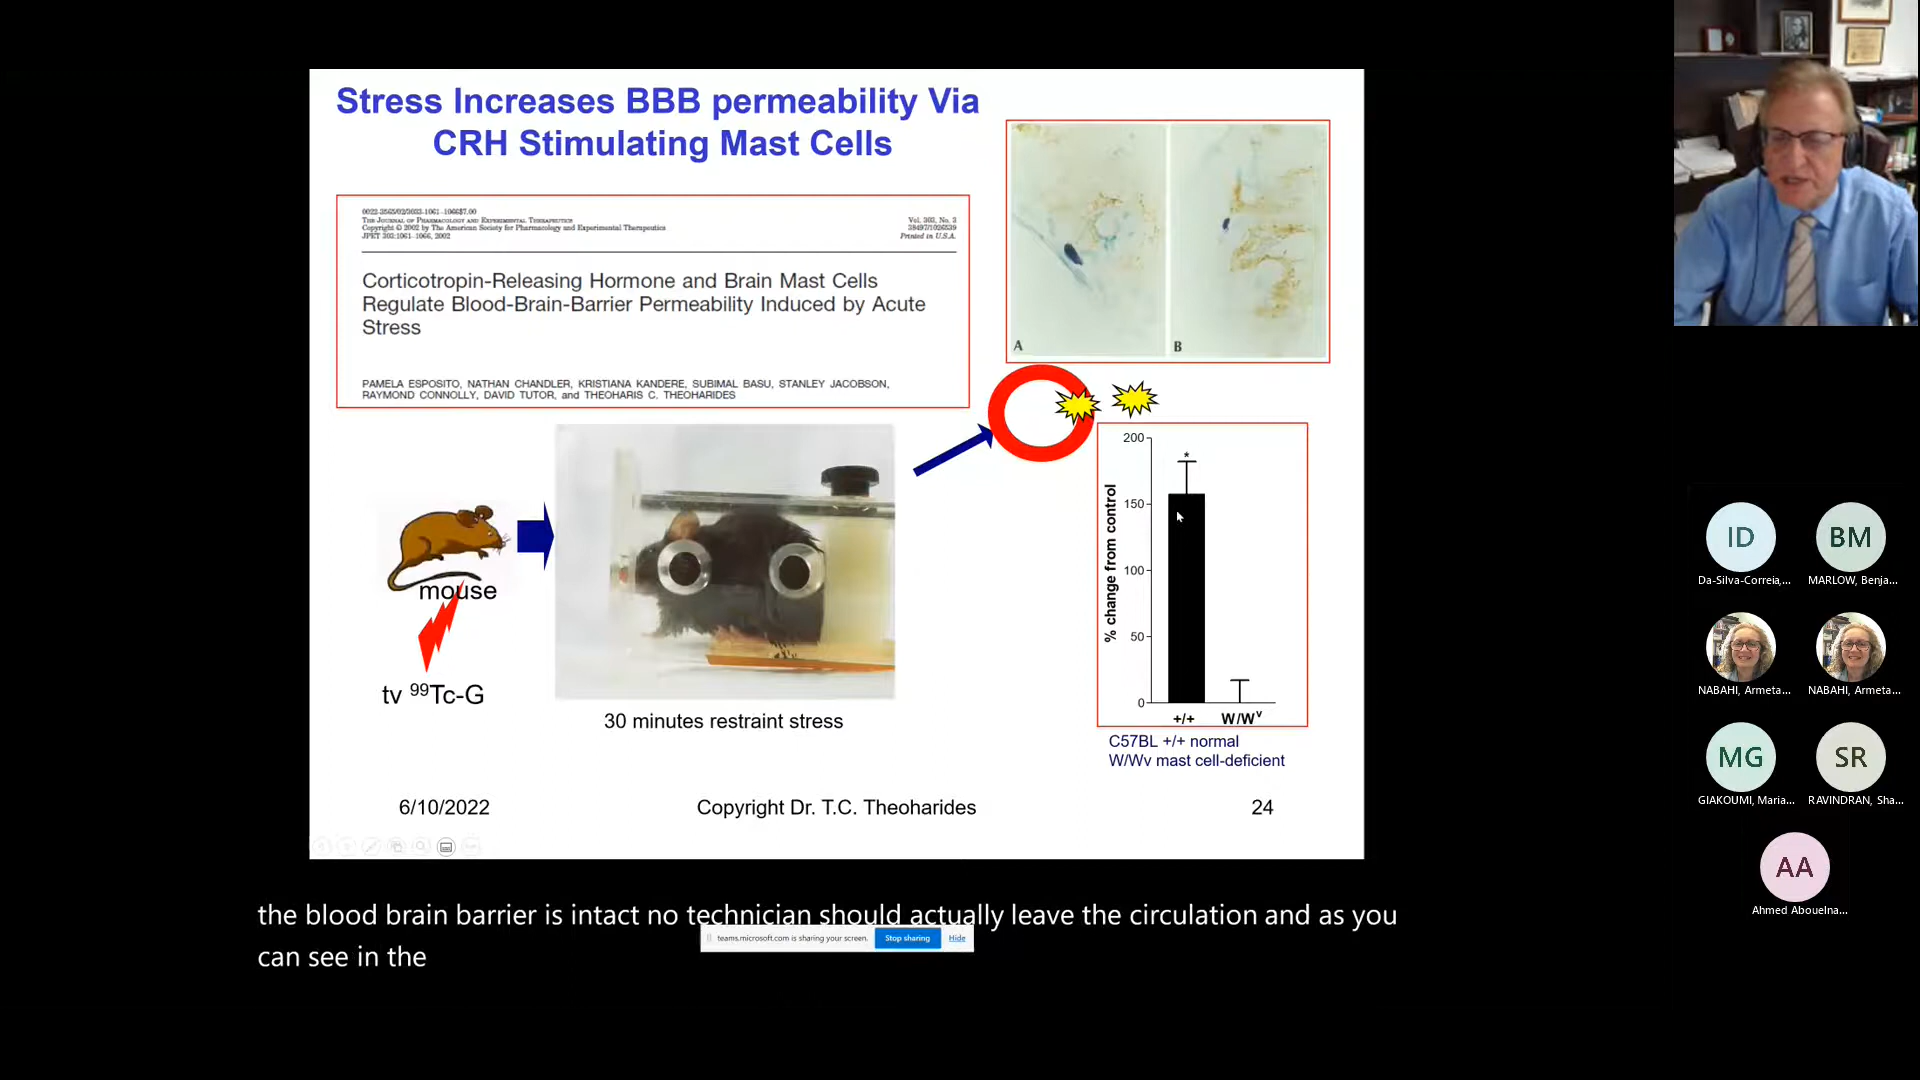 Stress Increases BBB permeability Via
CRH Stimulating Mast Cells
0022-3565/02/3033-1061–1066$7.00
THE JOURNAL OF PHARMACOLOGY AND EXPERIMENTAL THERAPEUTICS
Copyright © 2002 by The American Society for Pharmacology and Experimental Therapeutics
JPET 303:1061–1066, 2002
Vol. 303, No. 3
38497/1026539
Printed in U.S.A.
Corticotropin-Releasing Hormone and Brain Mast Cells
Regulate Blood-Brain-Barrier Permeability Induced by Acute
Stress
PAMELA ESPOSITO, NATHAN CHANDLER, KRISTIANA KANDERE, SUBIMAL BASU, STANLEY JACOBSON,
RAYMOND CONNOLLY, DAVID TUTOR, and THEOHARIS C. THEOHARIDES
A
B
mouse
tv 99Tc-G
30 minutes restraint stress
% change from control
200
*
150
100
50
0
+/+ W/Wv
C57BL +/+ normal
W/Wv mast cell-deficient
6/10/2022
Copyright Dr. T.C. Theoharides
24
the blood brain barrier is intact no technician should actually leave the circulation and as you
can see in the
teams.microsoft.com is sharing your screen.
Stop sharing
Hide
ID
Da-Silva-Correia,...
BM
MARLOW, Benja...
NABAHI, Armeta...
NABAHI, Armeta...
MG
GIAKOUMI, Maria...
SR
RAVINDRAN, Sha...
AA
Ahmed Abouelna...